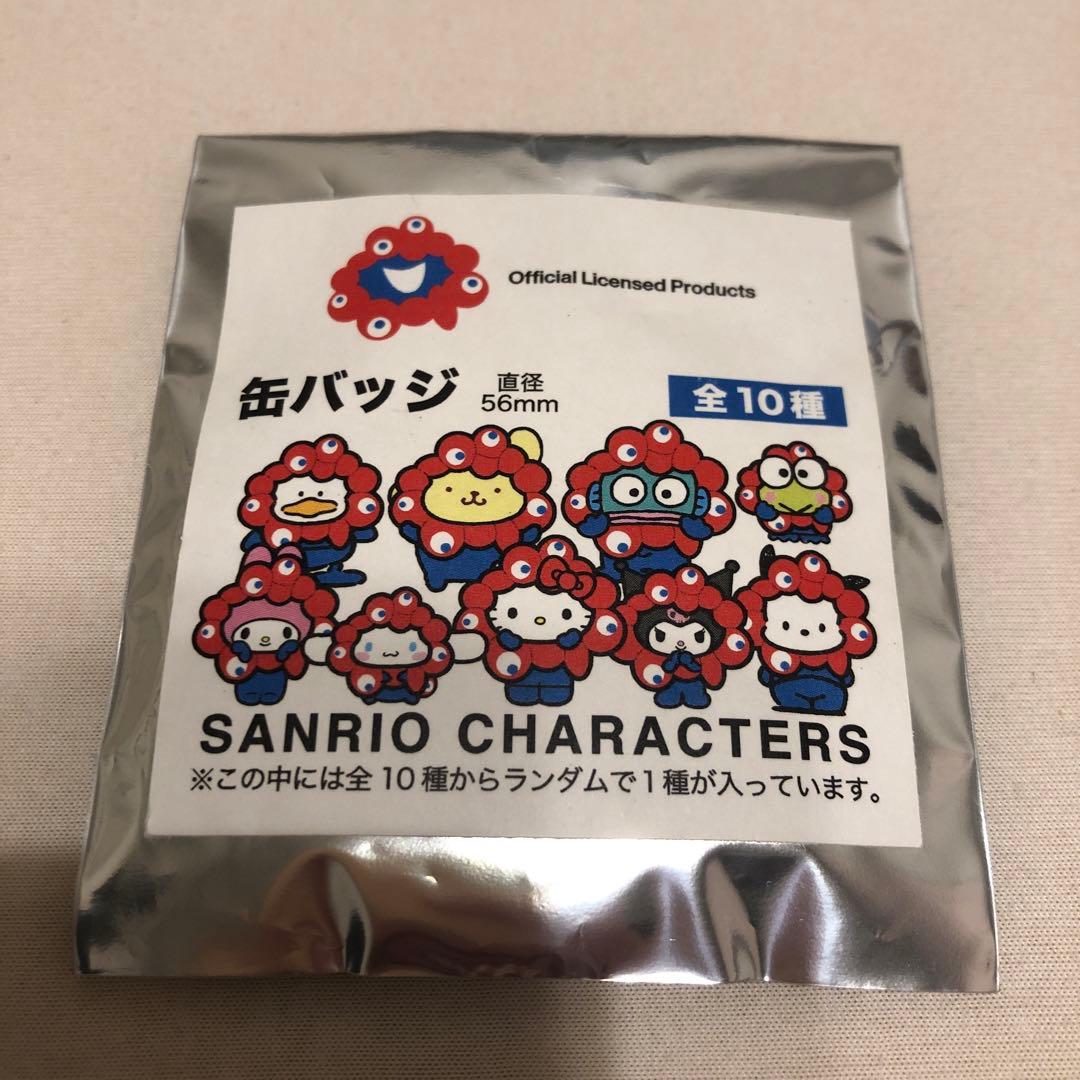 Official Licensed Products
缶バッジ
直径
56mm
全10種
SANRIO CHARACTERS
※この中には全10種からランダムで1種が入っています。